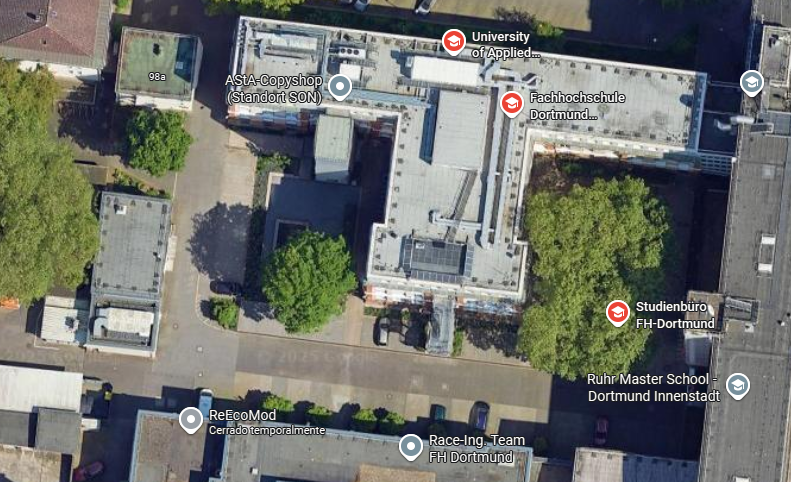 University
of Applied...
98a
AStA-Copyshop
(Standort SON)
Fachhochschule
Dortmund...
Studienbüro
FH-Dortmund
Ruhr Master School -
Dortmund Innenstadt
ReEcoMod
Cerrado temporalmente
Race-Ing. Team
FH Dortmund